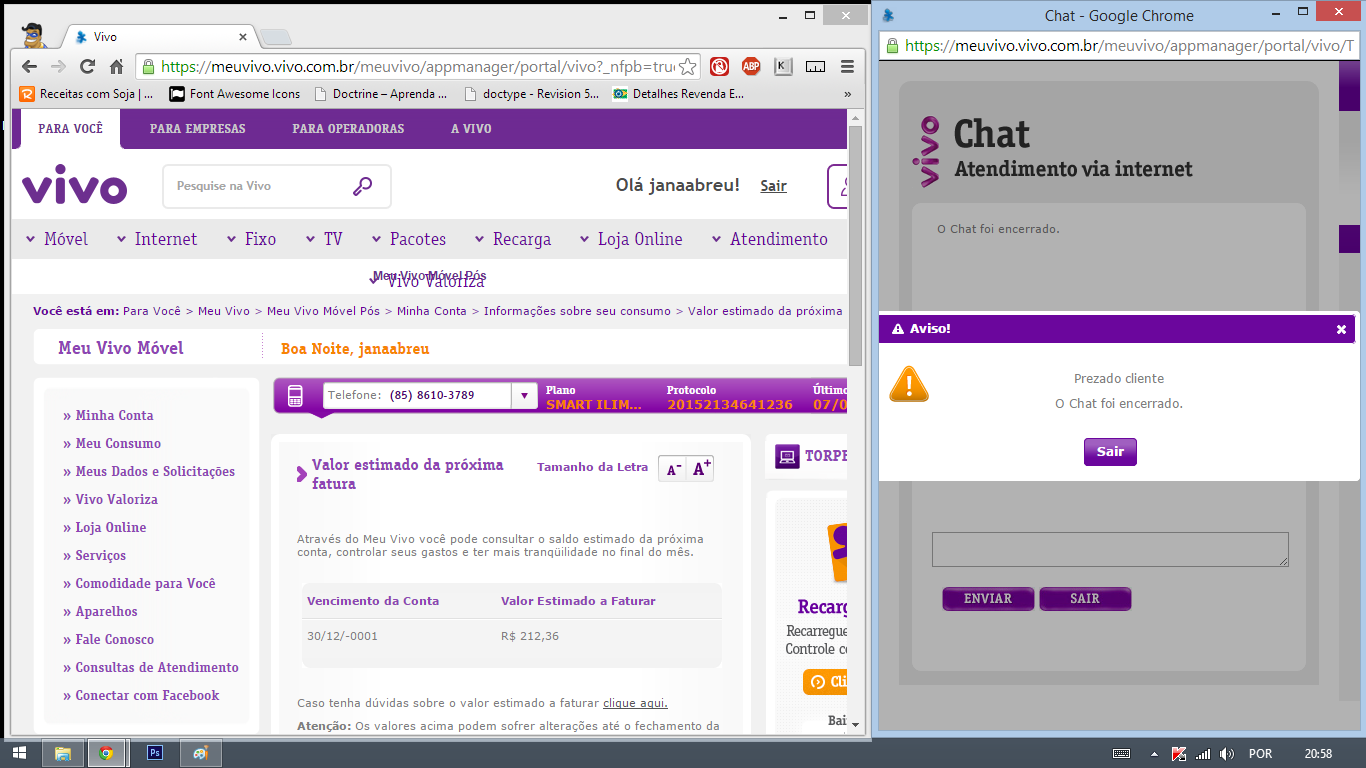 Vivo
https://meuvivo.vivo.com.br/meuvivo/appmanager/portal/vivo?_nfpb=tru
ABP
K
Receitas com Soja | ...
Font Awesome Icons
Doctrine – Aprenda ...
doctype - Revision 5...
Detalhes Revenda E...
»
PARA VOCÊ
PARA EMPRESAS
PARA OPERADORAS
A VIVO
vivo
Pesquise na Vivo
Olá janaabreu!
Sair
Móvel
Internet
Fixo
TV
Pacotes
Recarga
Loja Online
Atendimento
Meu Vivo Móvel Pós
Vivo Valoriza
Você está em: Para Você > Meu Vivo > Meu Vivo Móvel Pós > Minha Conta > Informações sobre seu consumo > Valor estimado da próxima
Meu Vivo Móvel
Boa Noite, janaabreu
» Minha Conta
» Meu Consumo
» Meus Dados e Solicitações
» Vivo Valoriza
» Loja Online
» Serviços
» Comodidade para Você
» Aparelhos
» Fale Conosco
» Consultas de Atendimento
» Conectar com Facebook
Telefone: (85) 8610-3789
Plano
SMART ILIM...
Protocolo
20152134641236
Último
07/0
Valor estimado da próxima
fatura
Tamanho da Letra
A-
A+
Através do Meu Vivo você pode consultar o saldo estimado da próxima
conta, controlar seus gastos e ter mais tranqüilidade no final do mês.
Vencimento da Conta
Valor Estimado a Faturar
30/12/-0001
R$ 212,36
Caso tenha dúvidas sobre o valor estimado a faturar clique aqui.
Atenção: Os valores acima podem sofrer alterações até o fechamento da
TORPE
Recarg
Recarregue
Controle co
Cli
Bai
Chat - Google Chrome
https://meuvivo.vivo.com.br/meuvivo/appmanager/portal/vivo/T
vivo
Chat
Atendimento via internet
O Chat foi encerrado.
Aviso!
Prezado cliente
O Chat foi encerrado.
Sair
ENVIAR
SAIR
Ps
POR
20:58